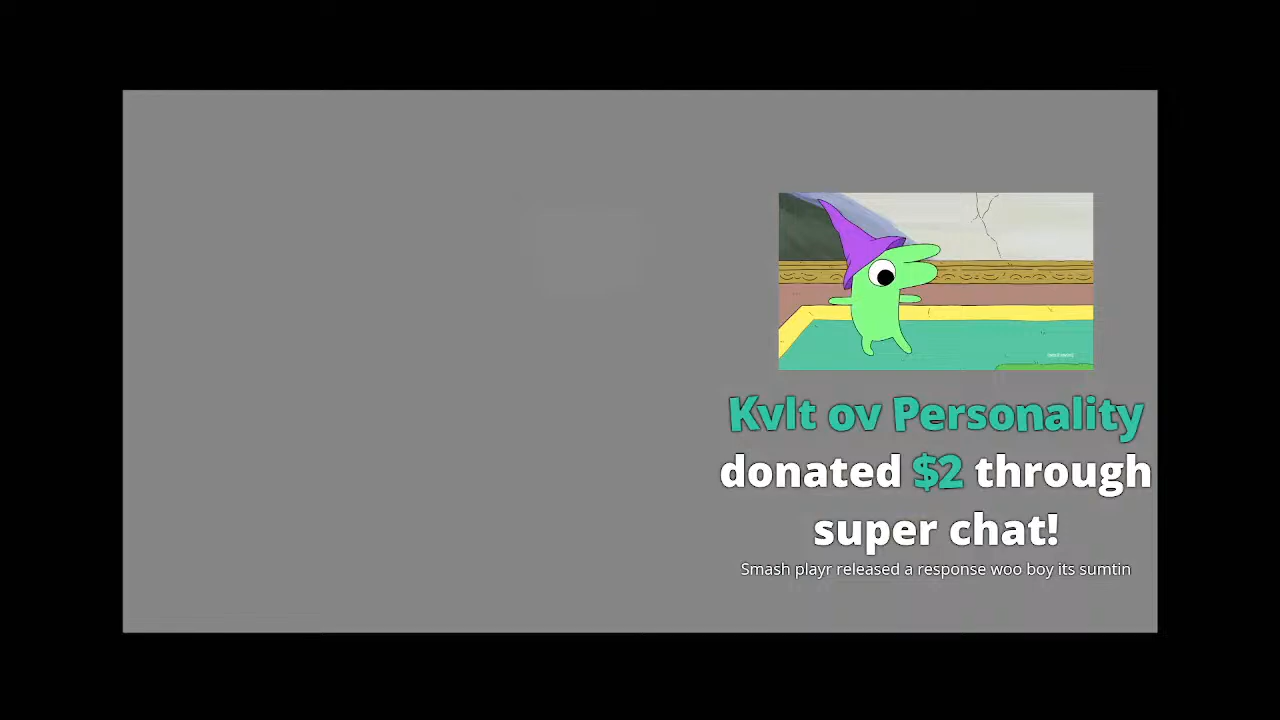 Kvlt ov Personality
donated $2 through
super chat!
Smash playr released a response woo boy its sumtin